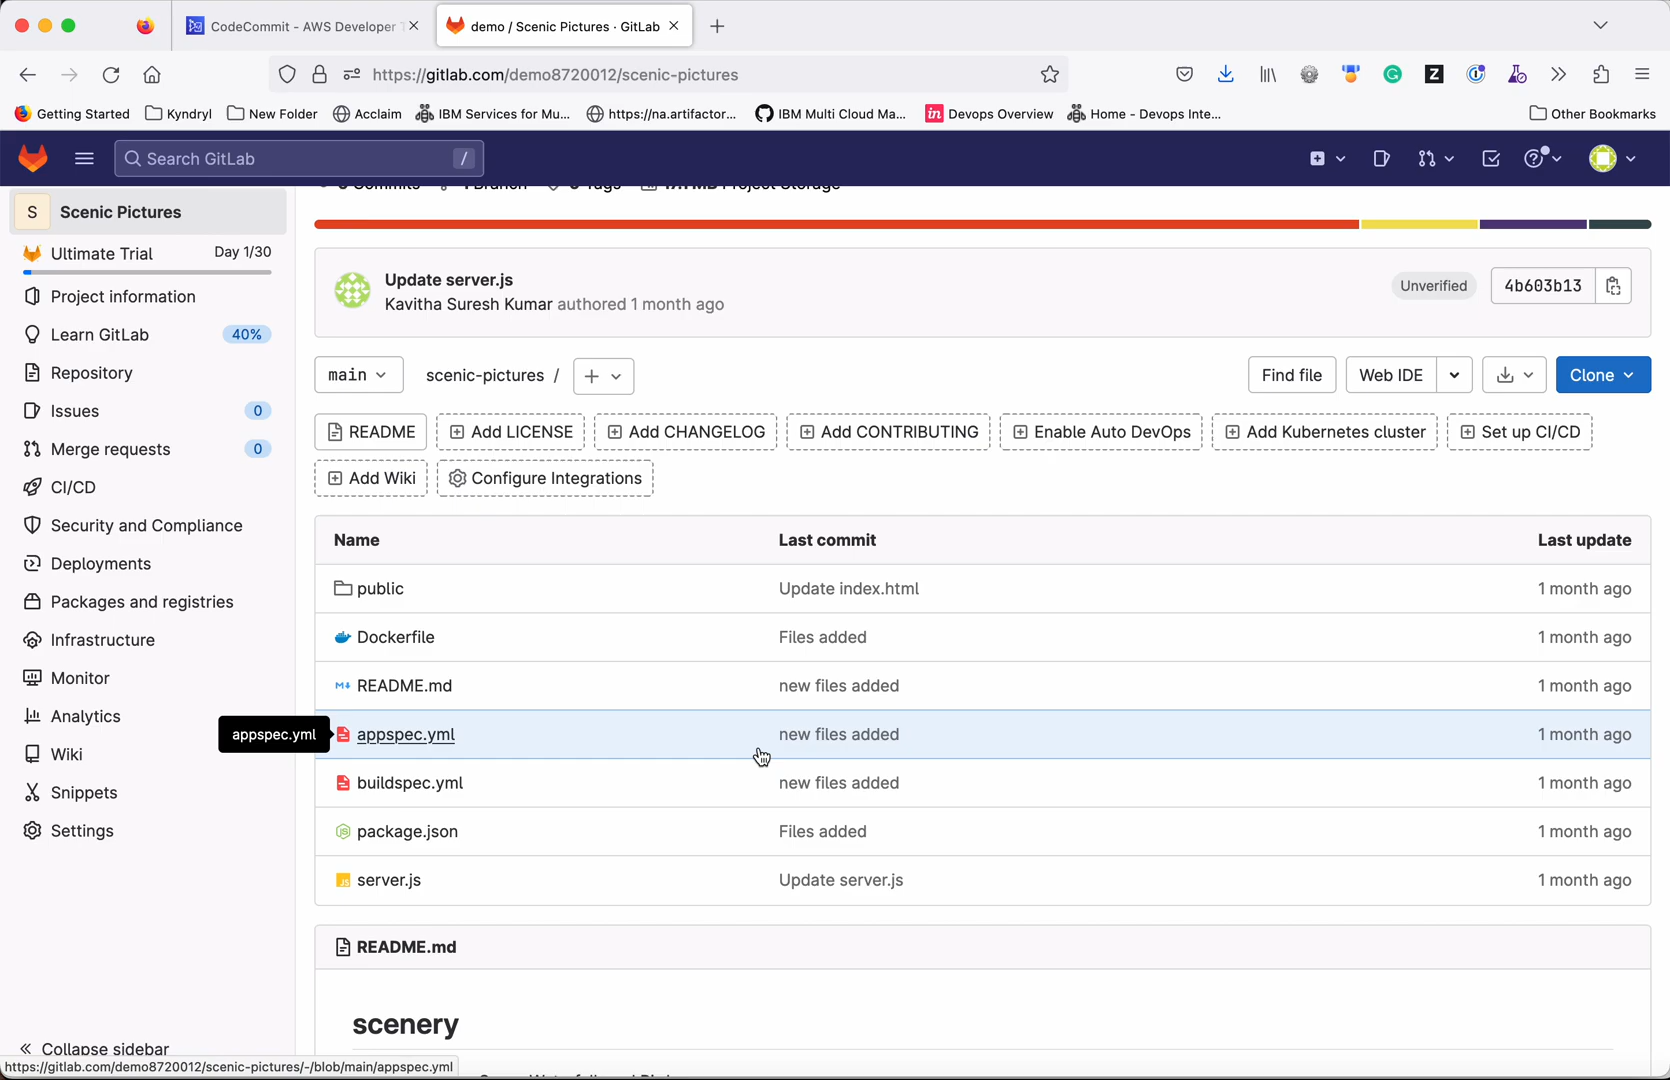 CodeCommit - AWS Developer T
demo / Scenic Pictures · GitLab
https://gitlab.com/demo8720012/scenic-pictures
Getting Started
Kyndryl
New Folder
Acclaim
IBM Services for Mu...
https://na.artifactor...
IBM Multi Cloud Ma...
in Devops Overview
Home - Devops Inte...
Other Bookmarks
Search GitLab /
S Scenic Pictures
Ultimate Trial Day 1/30
Project information
Learn GitLab 40%
Repository
Issues 0
Merge requests 0
CI/CD
Security and Compliance
Deployments
Packages and registries
Infrastructure
Monitor
Analytics
Wiki
Snippets
Settings
Collapse sidebar
Project Storage
Update server.js
Kavitha Suresh Kumar authored 1 month ago
Unverified 4b603b13
main scenic-pictures / +
Find file Web IDE Clone
README Add LICENSE Add CHANGELOG Add CONTRIBUTING Enable Auto DevOps Add Kubernetes cluster Set up CI/CD
Add Wiki Configure Integrations
Name Last commit Last update
public Update index.html 1 month ago
Dockerfile Files added 1 month ago
README.md new files added 1 month ago
appspec.yml appspec.yml new files added 1 month ago
buildspec.yml new files added 1 month ago
package.json Files added 1 month ago
server.js Update server.js 1 month ago
README.md
scenery
https://gitlab.com/demo8720012/scenic-pictures/-/blob/main/appspec.yml